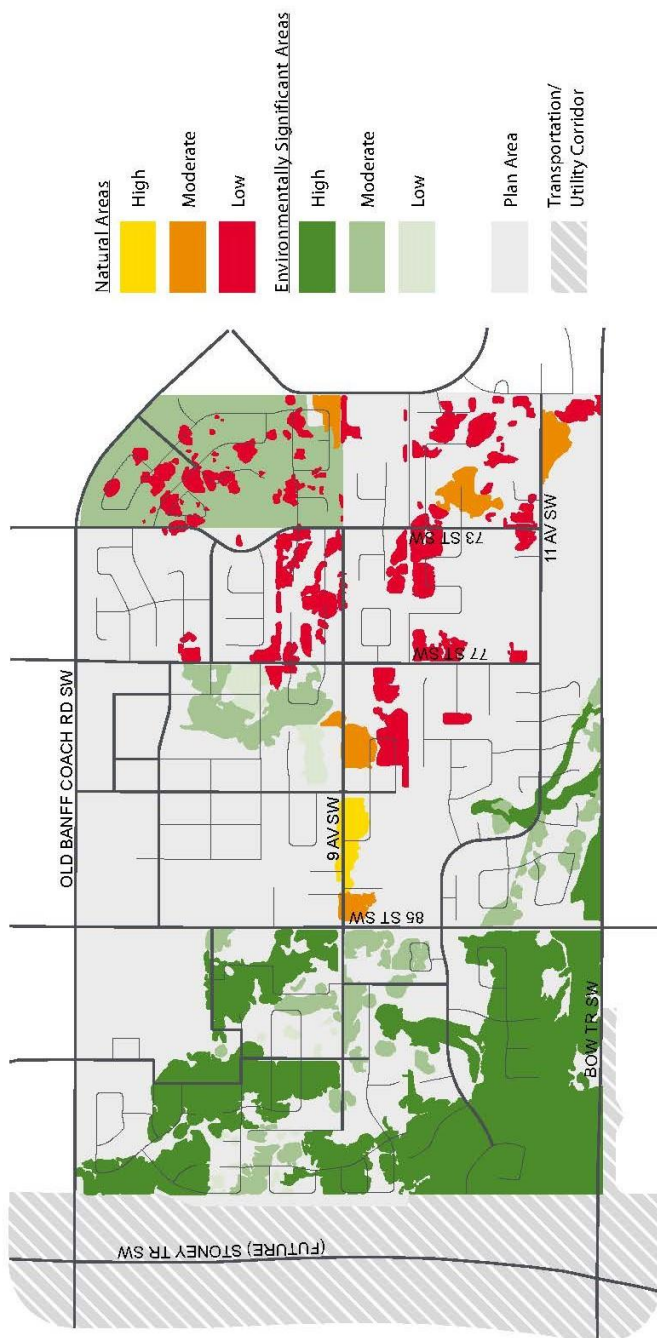 Natural Areas
High
Moderate
Low
Environmentally Significant Areas
High
Moderate
Low
Plan Area
Transportation/
Utility Corridor
OLD BANFF COACH RD SW
9 AV SW
11 AV SW
BOW TR SW
73 ST SW
77 ST SW
85 ST SW
(FUTURE) STONEY TR SW